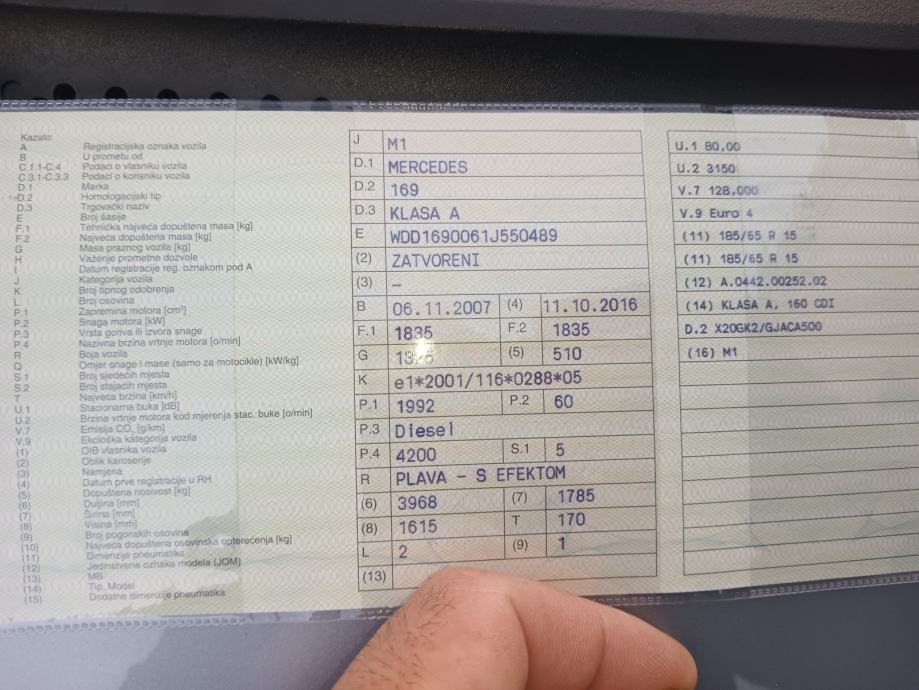 Kazalo:
A Registracijska oznaka vozila
B U prometu od
C.1.1-C.4 Podaci o vlasniku vozila
C.3.1-C.3.3 Podaci o korisniku vozila
D.1 Marka
D.2 Homologacijski tip
D.3 Trgovački naziv
E Broj šasije
F.1 Tehnička najveća dopuštena masa [kg]
F.2 Najveća dopuštena masa [kg]
G Masa praznog vozila [kg]
H Važenje prometne dozvole
I Datum registracije reg. oznakom pod A
J Kategorija vozila
K Broj tipnog odobrenja
L Broj osovina
P.1 Zapremina motora [cm³]
P.2 Snaga motora [kW]
P.3 Vrsta goriva ili izvora snage
P.4 Nazivna brzina vrtnje motora [o/min]
R Boja vozila
Q Omjer snage i mase (samo za motocikle) [kW/kg]
S.1 Broj sjedećih mjesta
S.2 Broj stajaćih mjesta
T Najveća brzina [km/h]
U.1 Stacionarna buka [dB]
U.2 Brzina vrtnje motora kod mjerenja stac. buke [o/min]
V.7 Emisija CO₂ [g/km]
V.9 Ekološka kategorija vozila
(1) OIB vlasnika vozila
(2) Oblik karoserije
(3) Namjena
(4) Datum prve registracije u RH
(5) Dopuštena nosivost [kg]
(6) Duljina [mm]
(7) Širina [mm]
(8) Visina [mm]
(9) Broj pogonskih osovina
(10) Najveća dopuštena osovinska opterećenja [kg]
(11) Dimenzije pneumatika
(12) Jedinstvena oznaka modela (JOM)
(13) MB
(14) Tip, Model
(15) Dodatne dimenzije pneumatika
J M1
D.1 MERCEDES
D.2 169
D.3 KLASA A
E WDD1690061J550489
(2) ZATVORENI
(3) –
B 06.11.2007 (4) 11.10.2016
F.1 1835 F.2 1835
G (5) 510
K e1*2001/116*0288*05
P.1 1992 P.2 60
P.3 Diesel
P.4 4200 S.1 5
R PLAVA - S EFEKTOM
(6) 3968 (7) 1785
(8) 1615 T 170
L 2 (9) 1
(13)
U.1 80,00
U.2 3150
V.7 128,000
V.9 Euro 4
(11) 185/65 R 15
(11) 185/65 R 15
(12) A.0442.00252.02
(14) KLASA A, 160 CDI
D.2 X20GK2/GJACA500
(16) M1